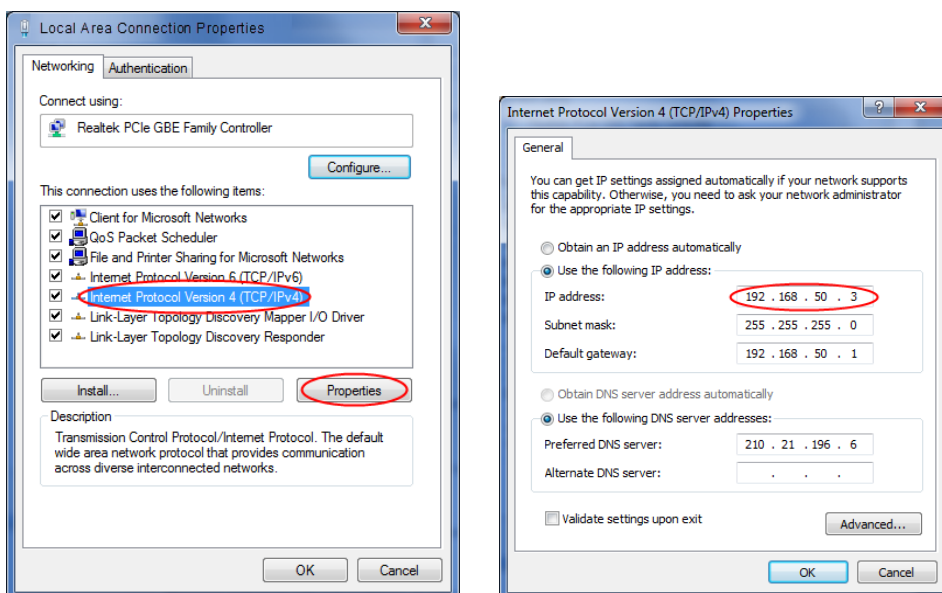 Local Area Connection Properties
Networking
Authentication
Connect using:
Realtek PCIe GBE Family Controller
Configure...
This connection uses the following items:
Client for Microsoft Networks
QoS Packet Scheduler
File and Printer Sharing for Microsoft Networks
Internet Protocol Version 6 (TCP/IPv6)
Internet Protocol Version 4 (TCP/IPv4)
Link-Layer Topology Discovery Mapper I/O Driver
Link-Layer Topology Discovery Responder
Install...
Uninstall
Properties
Description
Transmission Control Protocol/Internet Protocol. The default
wide area network protocol that provides communication
across diverse interconnected networks.
OK
Cancel
Internet Protocol Version 4 (TCP/IPv4) Properties
General
You can get IP settings assigned automatically if your network supports
this capability. Otherwise, you need to ask your network administrator
for the appropriate IP settings.
Obtain an IP address automatically
Use the following IP address:
IP address: 192 . 168 . 50 . 3
Subnet mask: 255 . 255 . 255 . 0
Default gateway: 192 . 168 . 50 . 1
Obtain DNS server address automatically
Use the following DNS server addresses:
Preferred DNS server: 210 . 21 . 196 . 6
Alternate DNS server: . . .
Validate settings upon exit
Advanced...
OK
Cancel